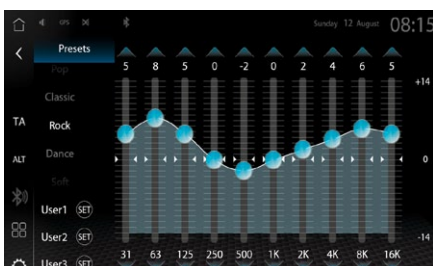 GPS Sunday 12 August 08:15
Presets
5 8 5 0 -2 0 2 4 6 5
Pop
+14
Classic
TA
Rock
ALT
Dance
0
Soft
User1 SET
User2 SET
-14
User3 SET
31 63 125 250 500 1K 2K 4K 8K 16K